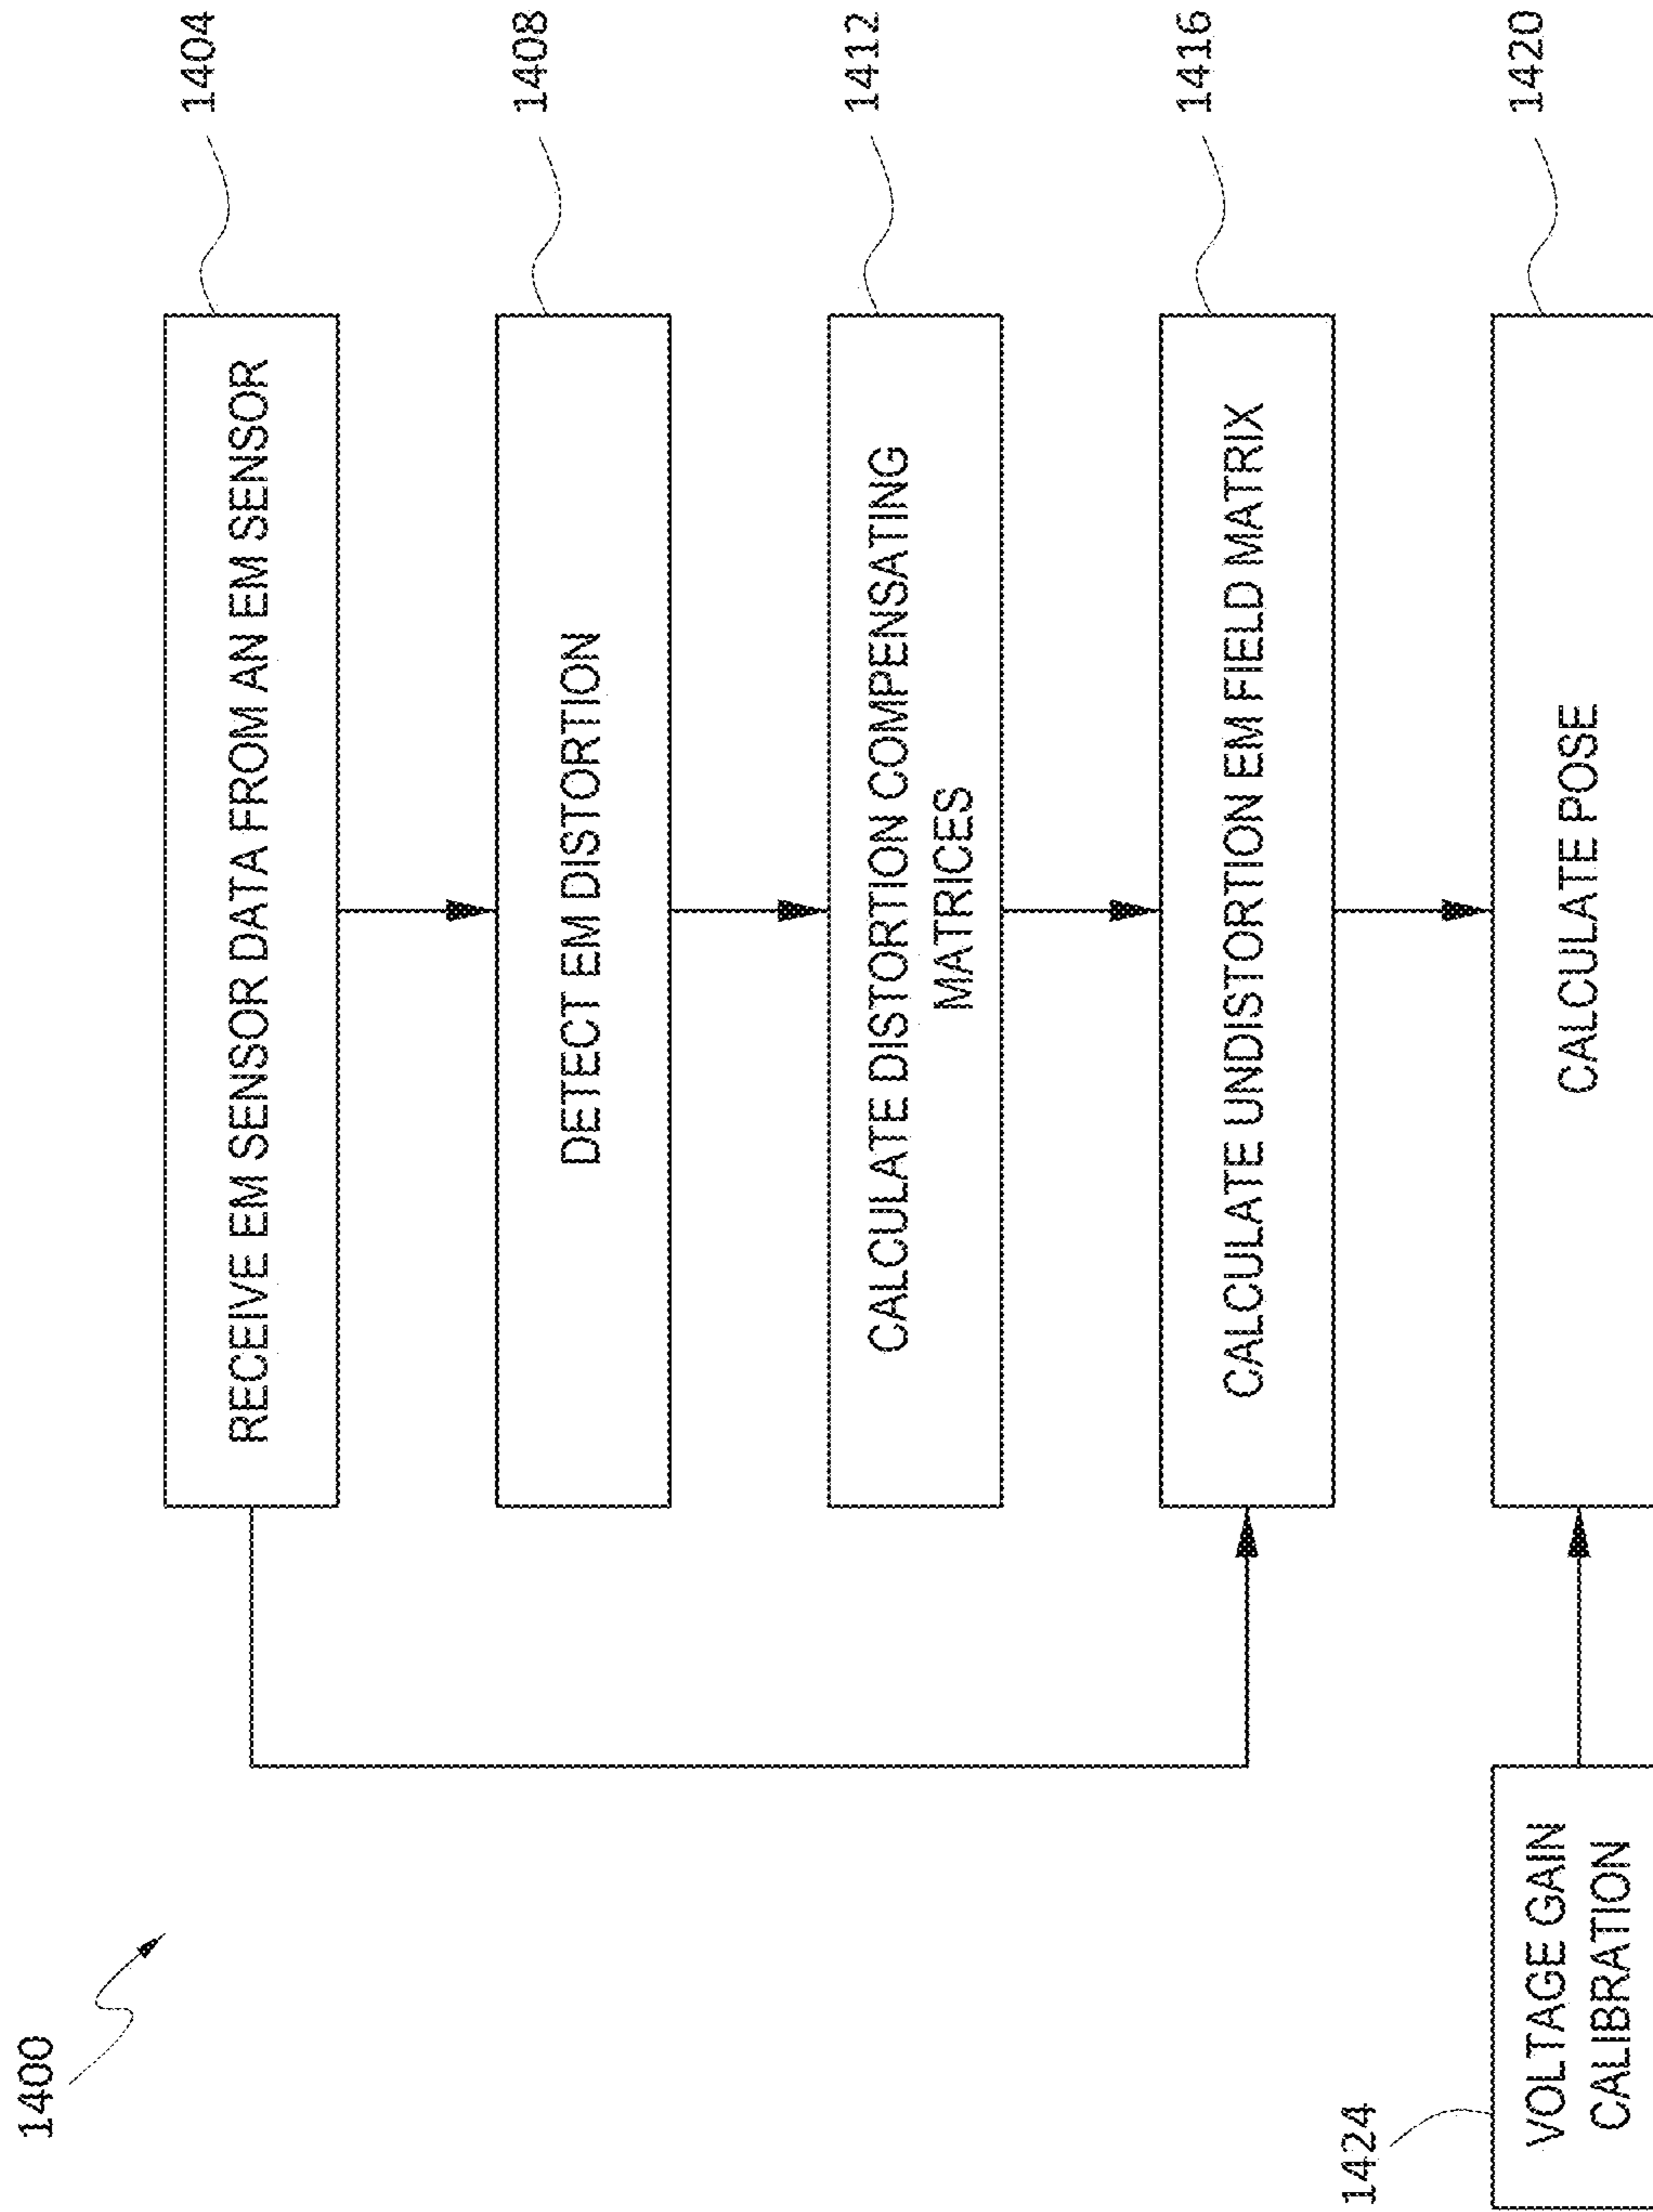 1400
RECEIVE EM SENSOR DATA FROM AN EM SENSOR
1404
DETECT EM DISTORTION
1408
CALCULATE DISTORTION COMPENSATING
MATRICES
1412
CALCULATE UNDISTORTION EM FIELD MATRIX
1416
1424
VOLTAGE GAIN
CALIBRATION
CALCULATE POSE
1420